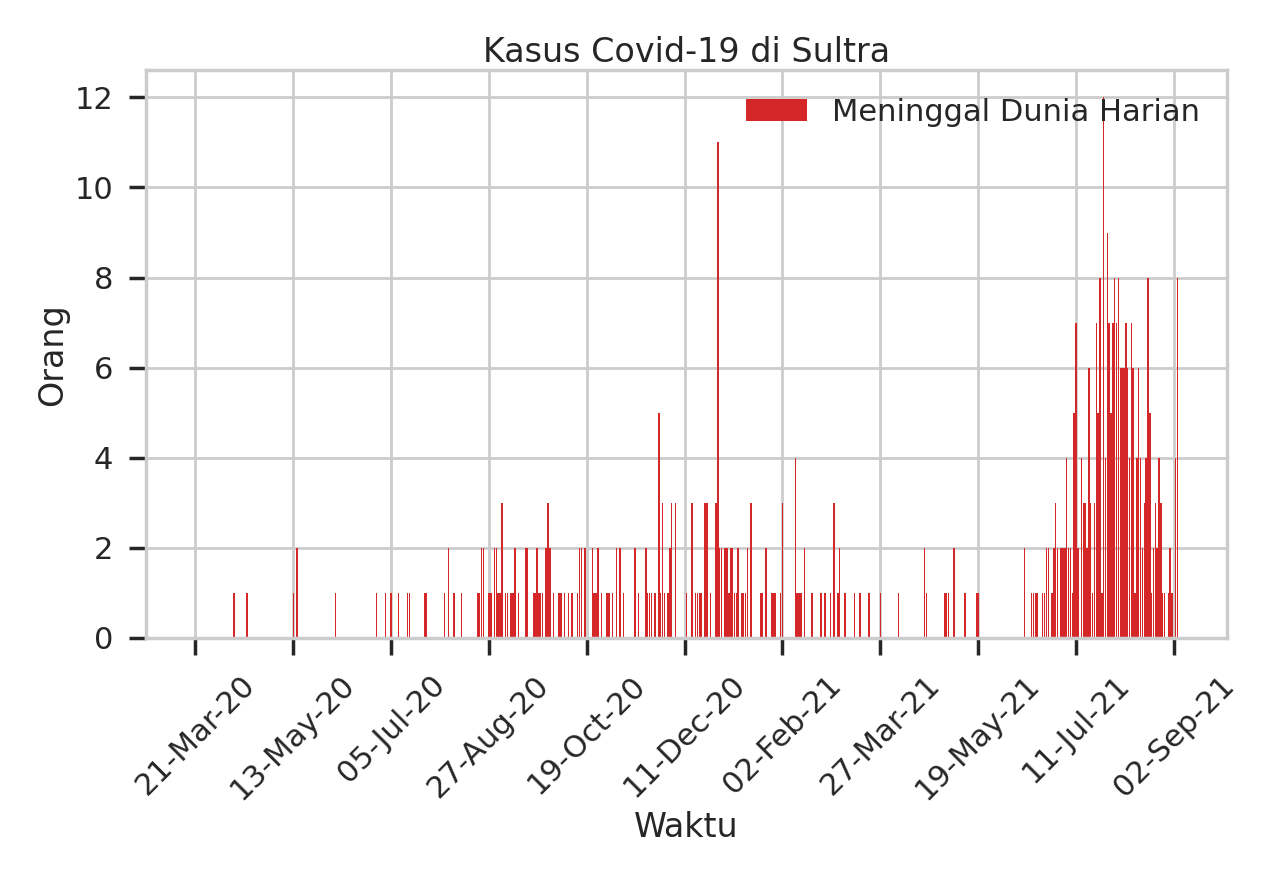 Kasus Covid-19 di Sultra
Meninggal Dunia Harian
Orang
12
10
8
6
4
2
0
21-Mar-20
13-May-20
05-Jul-20
27-Aug-20
19-Oct-20
11-Dec-20
02-Feb-21
27-Mar-21
19-May-21
11-Jul-21
02-Sep-21
Waktu